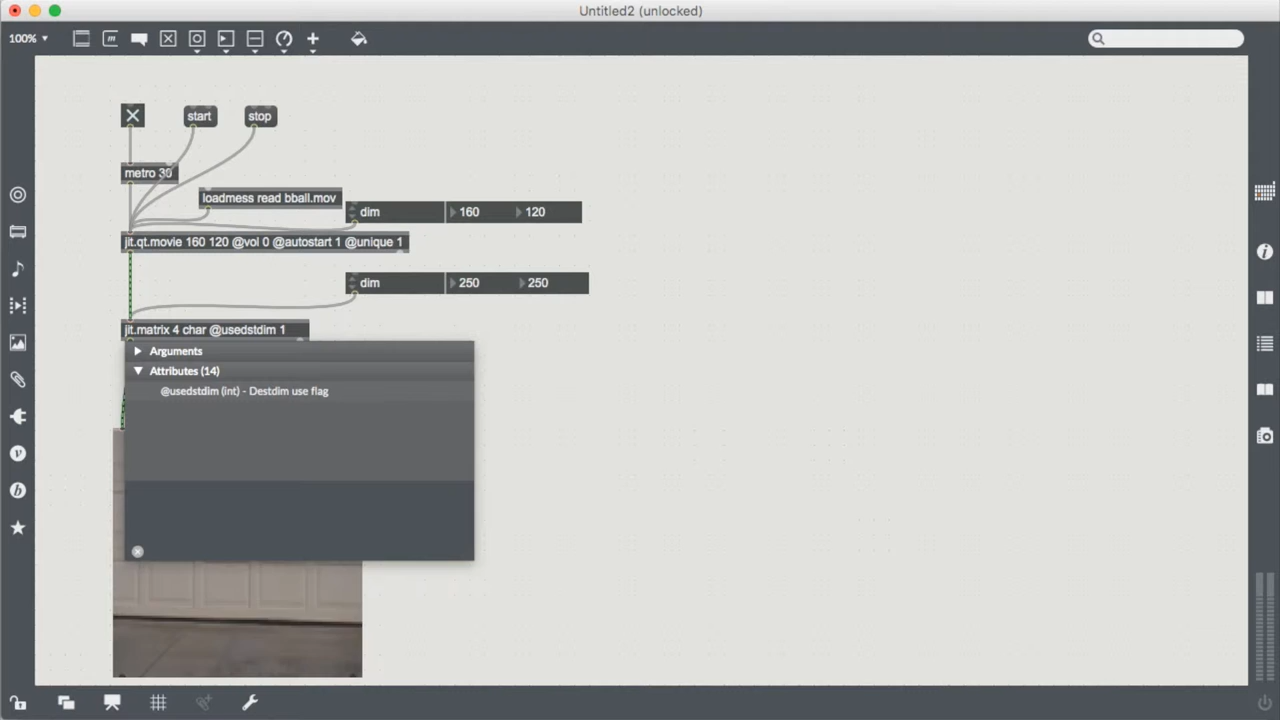 Untitled2 (unlocked)
100%
start
stop
metro 30
loadmess read bball.mov
dim 160 120
jit.qt.movie 160 120 @vol 0 @autostart 1 @unique 1
dim 250 250
jit.matrix 4 char @usedstdim 1
Arguments
Attributes (14)
@usedstdim (int) - Destdim use flag